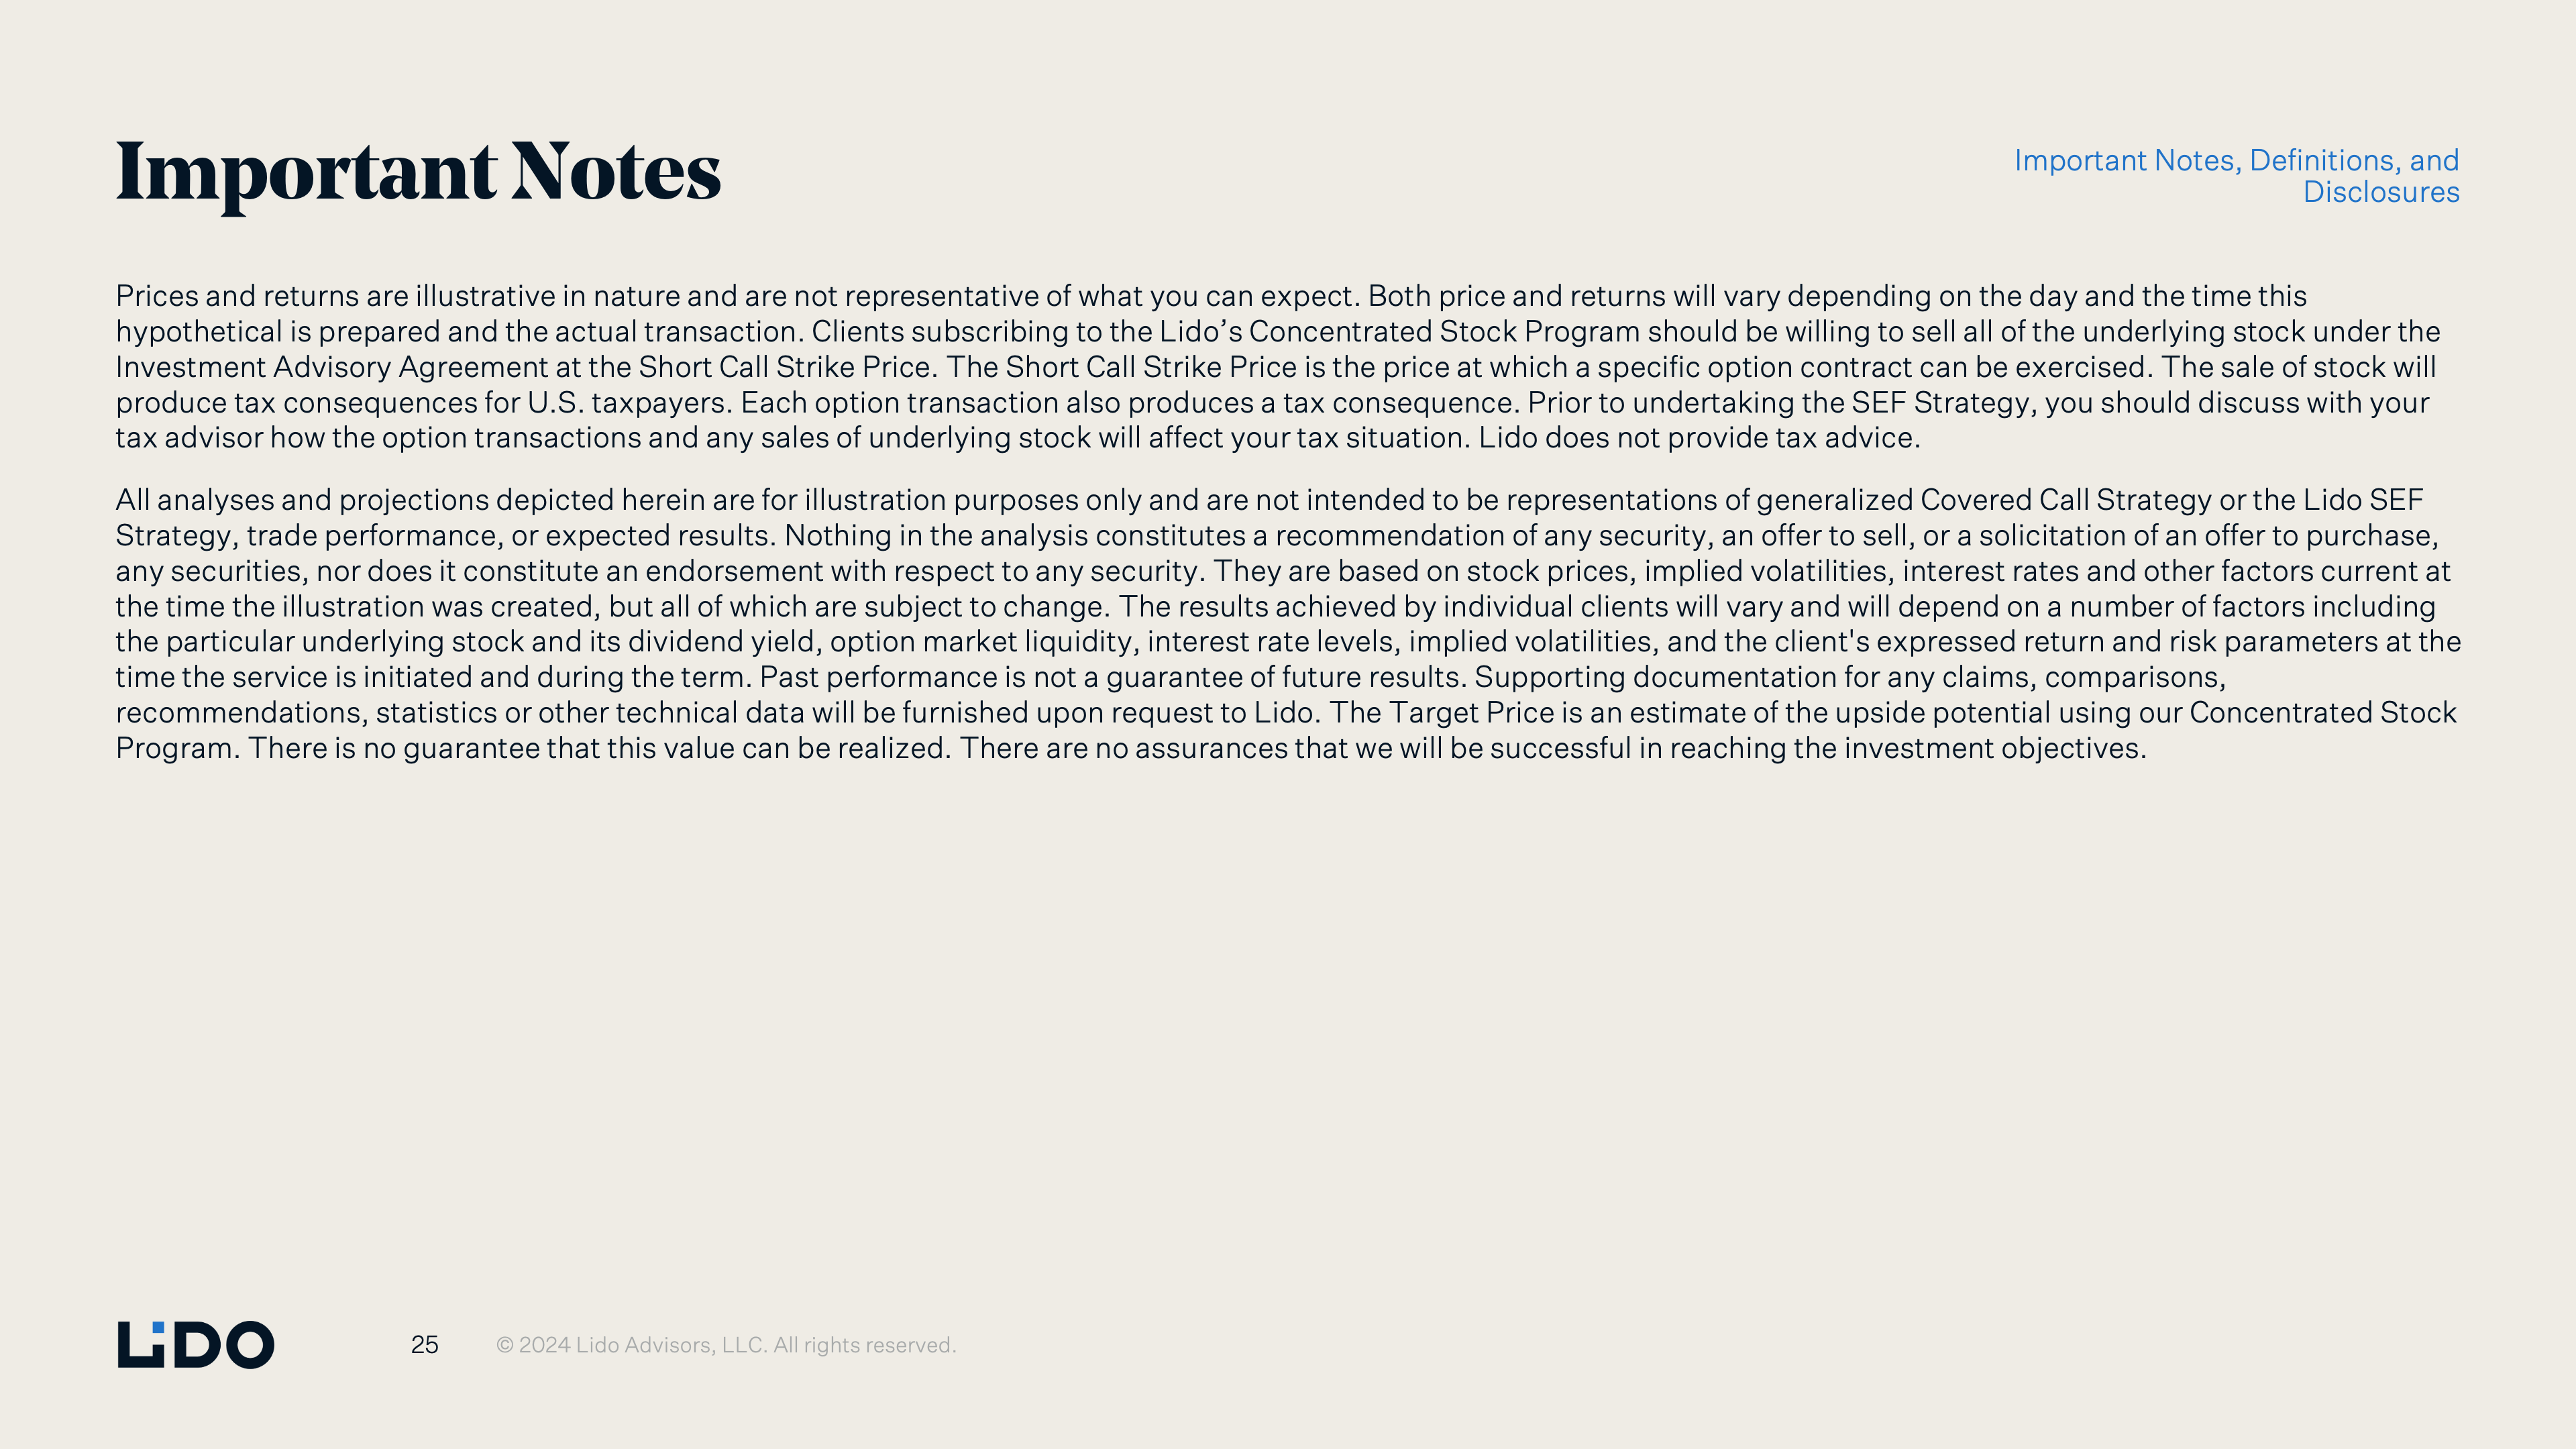 Important Notes
Important Notes, Definitions, and
Disclosures
Prices and returns are illustrative in nature and are not representative of what you can expect. Both price and returns will vary depending on the day and the time this
hypothetical is prepared and the actual transaction. Clients subscribing to the Lido’s Concentrated Stock Program should be willing to sell all of the underlying stock under the
Investment Advisory Agreement at the Short Call Strike Price. The Short Call Strike Price is the price at which a specific option contract can be exercised. The sale of stock will
produce tax consequences for U.S. taxpayers. Each option transaction also produces a tax consequence. Prior to undertaking the SEF Strategy, you should discuss with your
tax advisor how the option transactions and any sales of underlying stock will affect your tax situation. Lido does not provide tax advice.
All analyses and projections depicted herein are for illustration purposes only and are not intended to be representations of generalized Covered Call Strategy or the Lido SEF
Strategy, trade performance, or expected results. Nothing in the analysis constitutes a recommendation of any security, an offer to sell, or a solicitation of an offer to purchase,
any securities, nor does it constitute an endorsement with respect to any security. They are based on stock prices, implied volatilities, interest rates and other factors current at
the time the illustration was created, but all of which are subject to change. The results achieved by individual clients will vary and will depend on a number of factors including
the particular underlying stock and its dividend yield, option market liquidity, interest rate levels, implied volatilities, and the client's expressed return and risk parameters at the
time the service is initiated and during the term. Past performance is not a guarantee of future results. Supporting documentation for any claims, comparisons,
recommendations, statistics or other technical data will be furnished upon request to Lido. The Target Price is an estimate of the upside potential using our Concentrated Stock
Program. There is no guarantee that this value can be realized. There are no assurances that we will be successful in reaching the investment objectives.
LiDO
25
© 2024 Lido Advisors, LLC. All rights reserved.